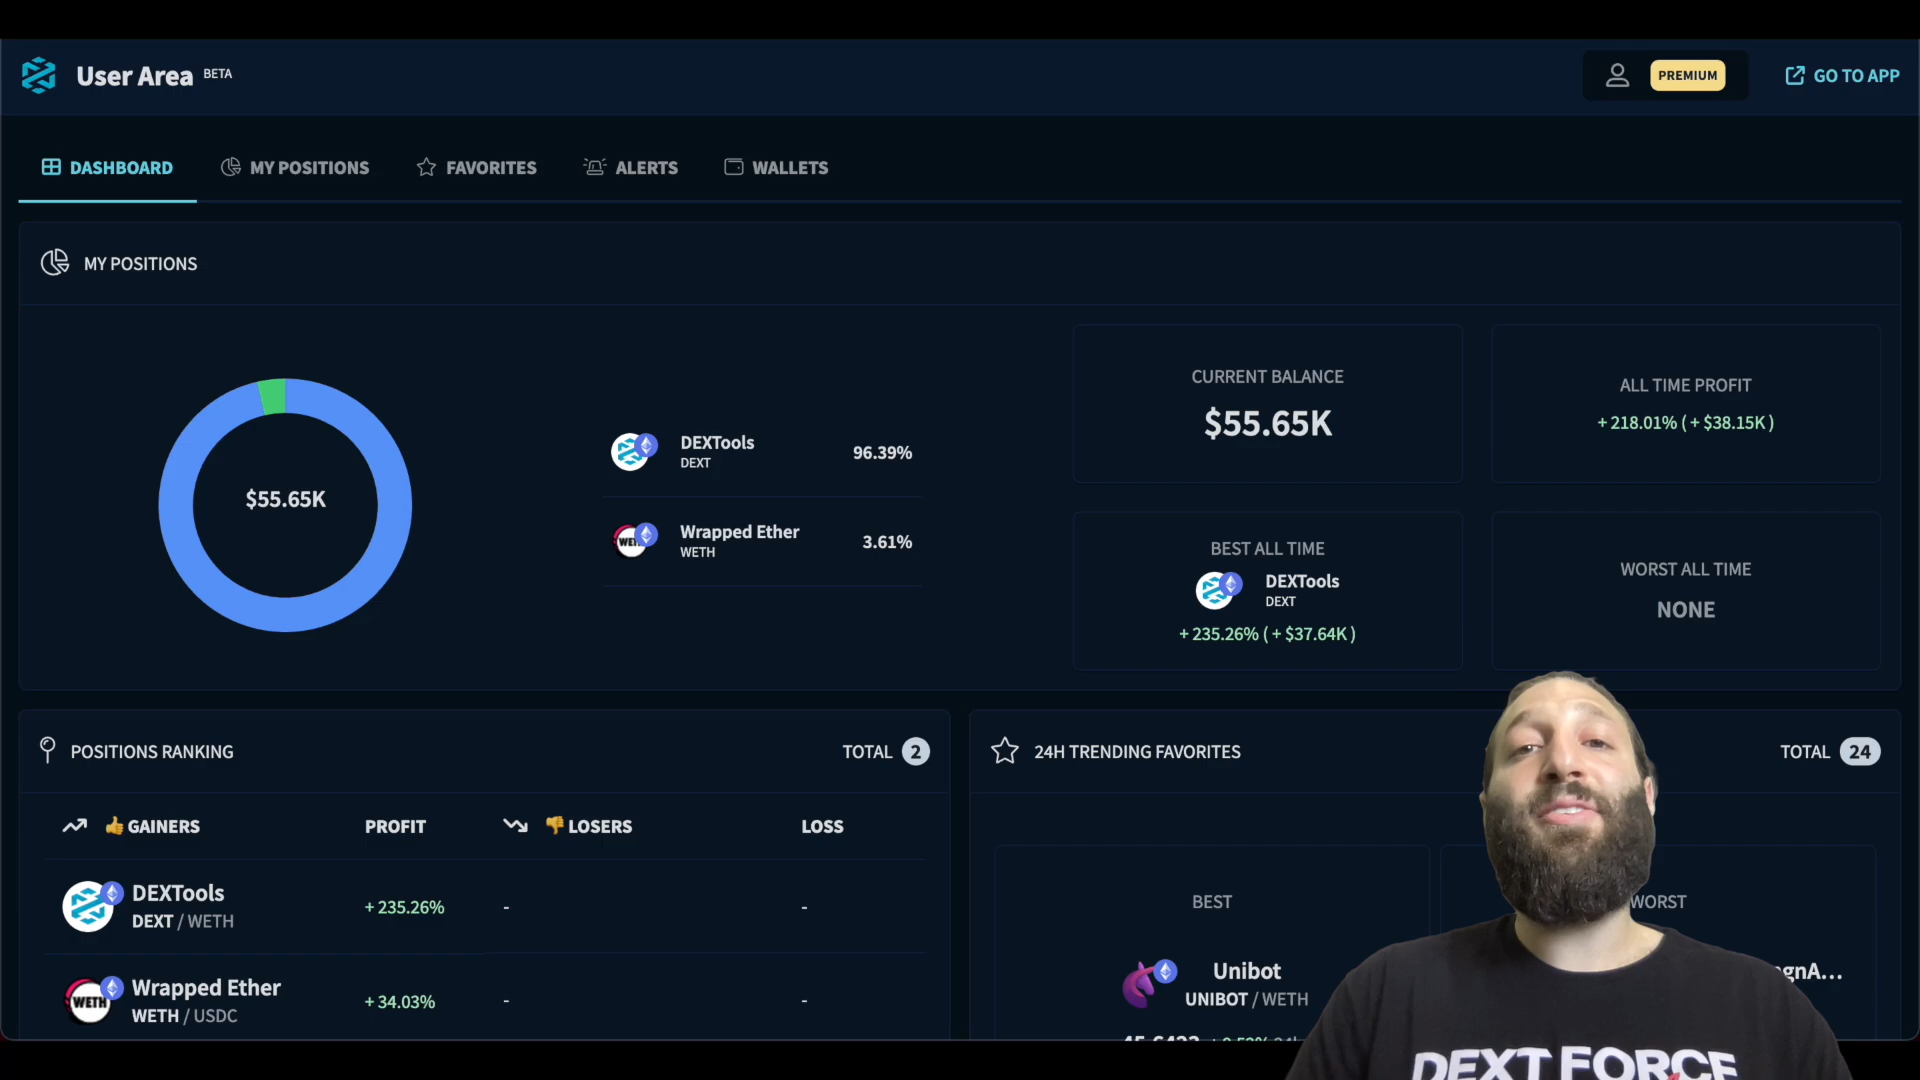 User Area BETA
PREMIUM
GO TO APP
DASHBOARD
MY POSITIONS
FAVORITES
ALERTS
WALLETS
MY POSITIONS
$55.65K
DEXTools
DEXT
96.39%
Wrapped Ether
WETH
3.61%
CURRENT BALANCE
$55.65K
ALL TIME PROFIT
+ 218.01% ( + $38.15K )
BEST ALL TIME
DEXTools
DEXT
+ 235.26% ( + $37.64K )
WORST ALL TIME
NONE
POSITIONS RANKING
TOTAL 2
GAINERS
PROFIT
LOSERS
LOSS
DEXTools
DEXT / WETH
+ 235.26%
-
-
WETH
Wrapped Ether
WETH / USDC
+ 34.03%
-
-
24H TRENDING FAVORITES
TOTAL 24
BEST
Unibot
UNIBOT / WETH
WORST
DEXT FORCE